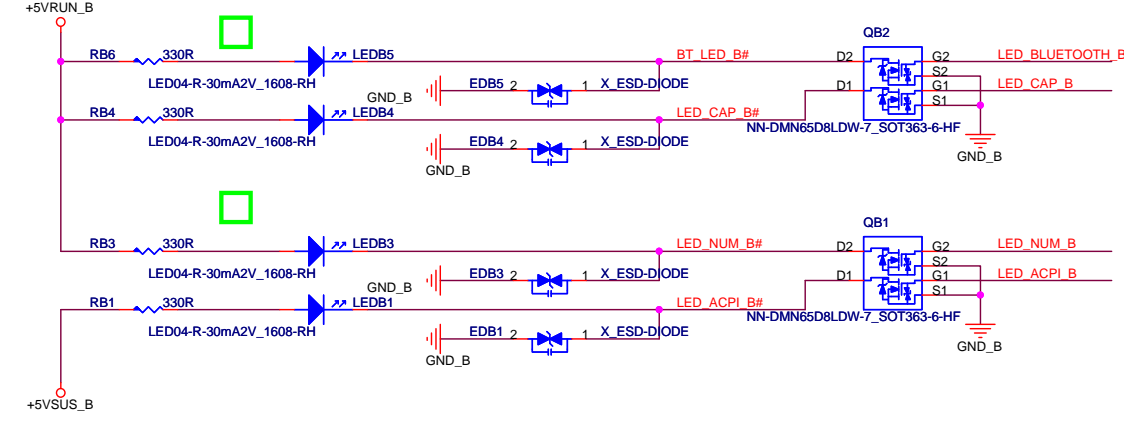 +5VRUN_B
QB2
RB6 330R LEDB5 BT_LED_B# D2 G2 LED_BLUETOOTH_B
S2
LED04-R-30mA2V_1608-RH EDB5 2 1 X_ESD-DIODE D1 G1 LED_CAP_B
GND_B S1
RB4 330R LEDB4 LED_CAP_B#
NN-DMN65D8LDW-7_SOT363-6-HF
LED04-R-30mA2V_1608-RH EDB4 2 1 X_ESD-DIODE
GND_B
GND_B
QB1
RB3 330R LEDB3 LED_NUM_B# D2 G2 LED_NUM_B
S2
LED04-R-30mA2V_1608-RH EDB3 2 1 X_ESD-DIODE D1 G1 LED_ACPI_B
GND_B S1
RB1 330R LEDB1 LED_ACPI_B#
NN-DMN65D8LDW-7_SOT363-6-HF
LED04-R-30mA2V_1608-RH EDB1 2 1 X_ESD-DIODE
GND_B
GND_B
+5VSUS_B